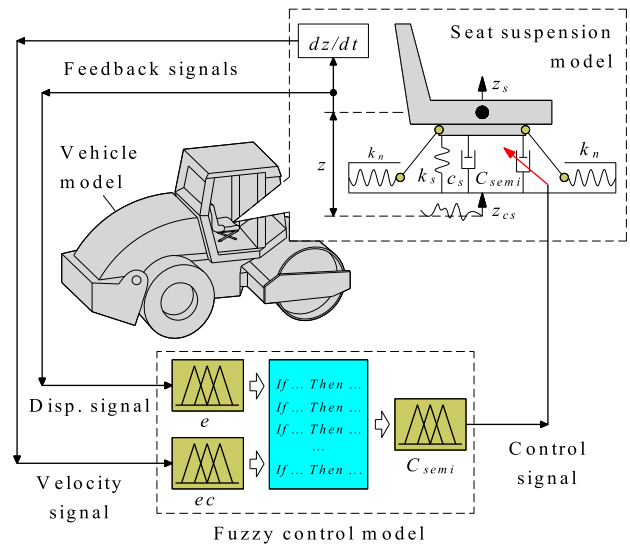 dz/dt
Seat suspension
model
Feedback signals
z_s
Vehicle
model
z
k_n
k_s
c_s
C_semi
k_n
z_cs
If ... Then ...
If ... Then ...
If ... Then ...
...
If ... Then ...
Disp. signal
e
C_semi
Control
signal
Velocity
signal
ec
Fuzzy control model